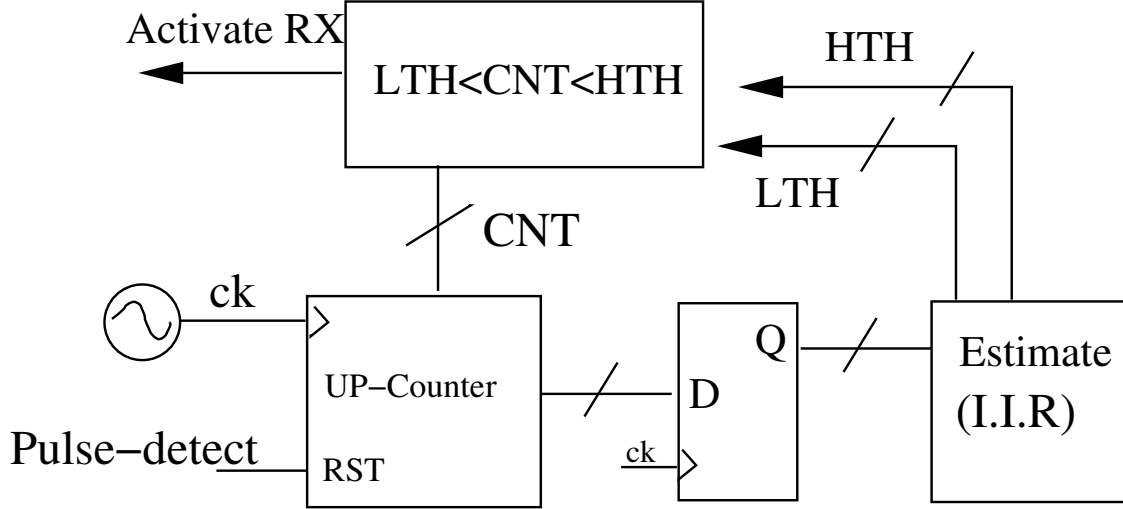 Activate RX
LTH<CNT<HTH
HTH
LTH
CNT
ck
UP−Counter
Pulse−detect
RST
D
Q
ck
Estimate
(I.I.R)